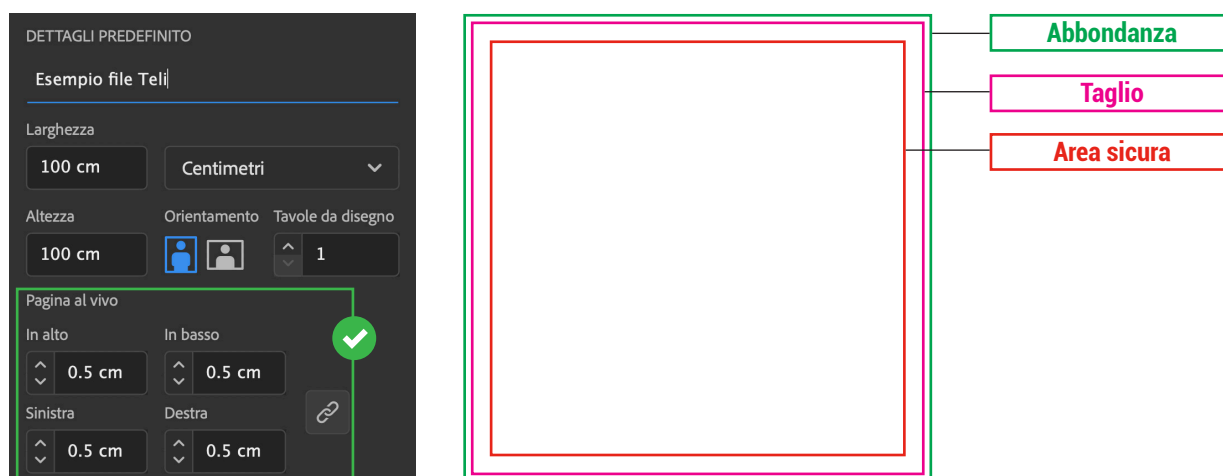 DETTAGLI PREDEFINITO
Esempio file Teli
Larghezza
100 cm
Centimetri
Altezza
Orientamento
Tavole da disegno
100 cm
1
Pagina al vivo
In alto
In basso
0.5 cm
0.5 cm
Sinistra
Destra
0.5 cm
0.5 cm
Abbondanza
Taglio
Area sicura